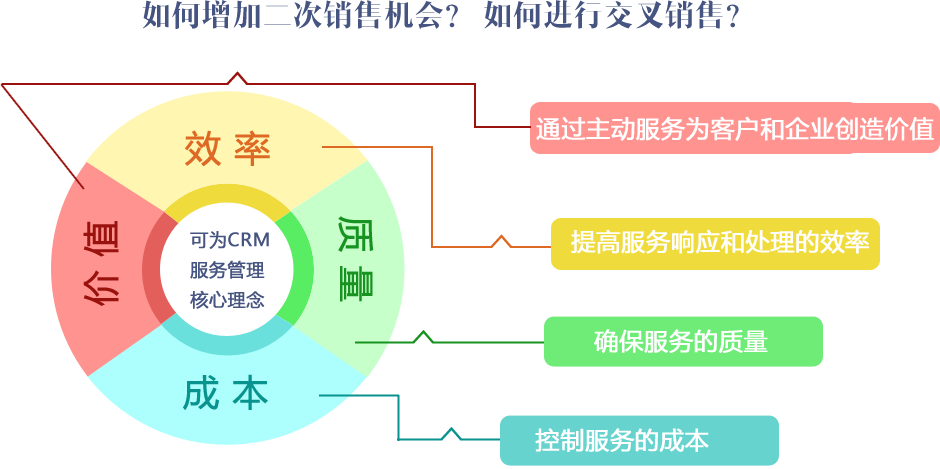 如何增加二次销售机会? 如何进行交叉销售?
效率
价值
质量
成本
可为CRM
服务管理
核心理念
通过主动服务为客户和企业创造价值
提高服务响应和处理的效率
确保服务的质量
控制服务的成本